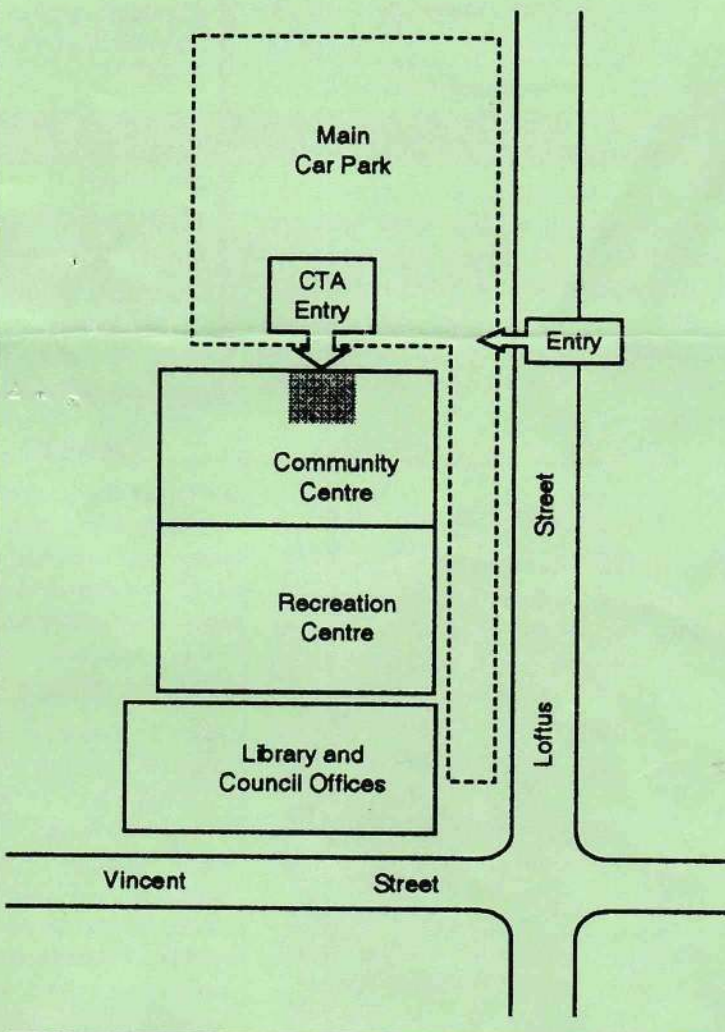 Main
Car Park
CTA
Entry
Entry
Community
Centre
Street
Recreation
Centre
Loftus
Library and
Council Offices
Vincent Street